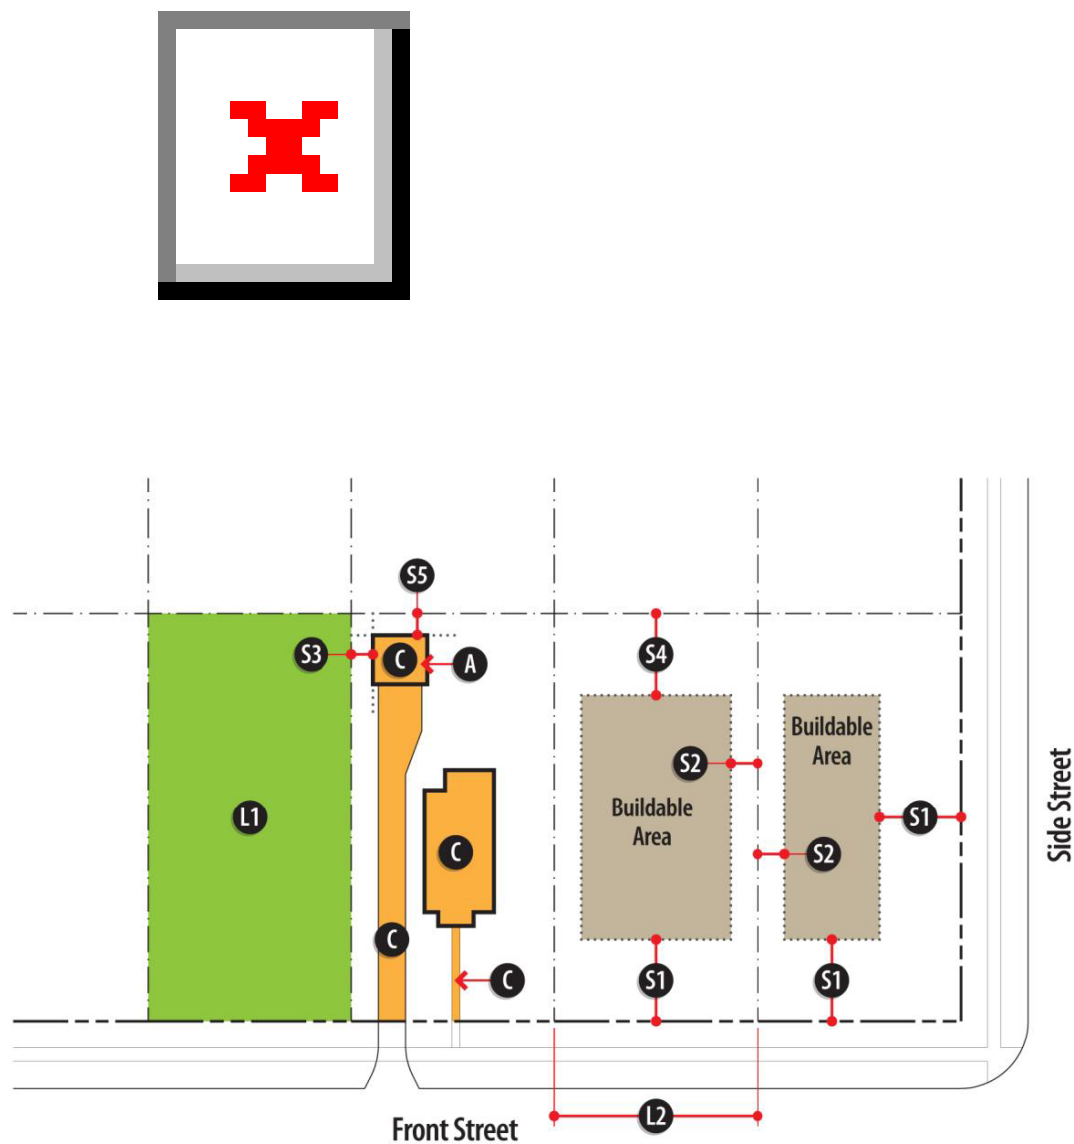 S5
S3
C
A
S4
Buildable
Area
S2
Buildable
Area
L1
S1
C
S2
C
C
S1
S1
L2
Front Street
Side Street